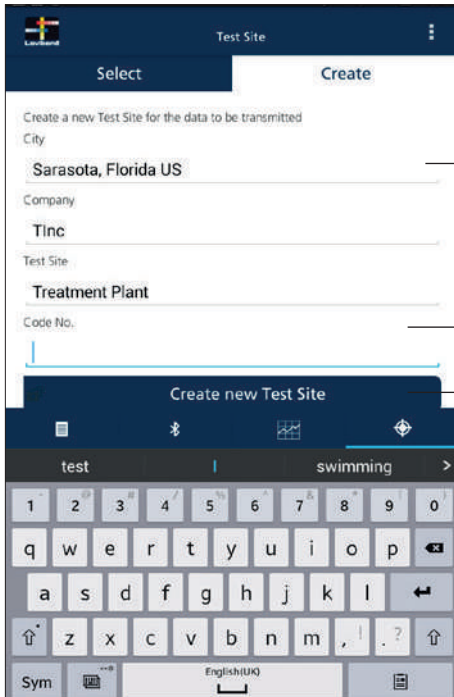 Lovibond
Test Site
Select Create
Create a new Test Site for the data to be transmitted
City
Sarasota, Florida US
Company
TInc
Test Site
Treatment Plant
Code No.
Create new Test Site
test I swimming >
1 2 @ 3 # 4 / 5 % 6 ^ 7 & 8 * 9 ( 0 )
q w e r t y u i o p
a s d f g h j k l
z x c v b n m , ! . ?
Sym English(UK)